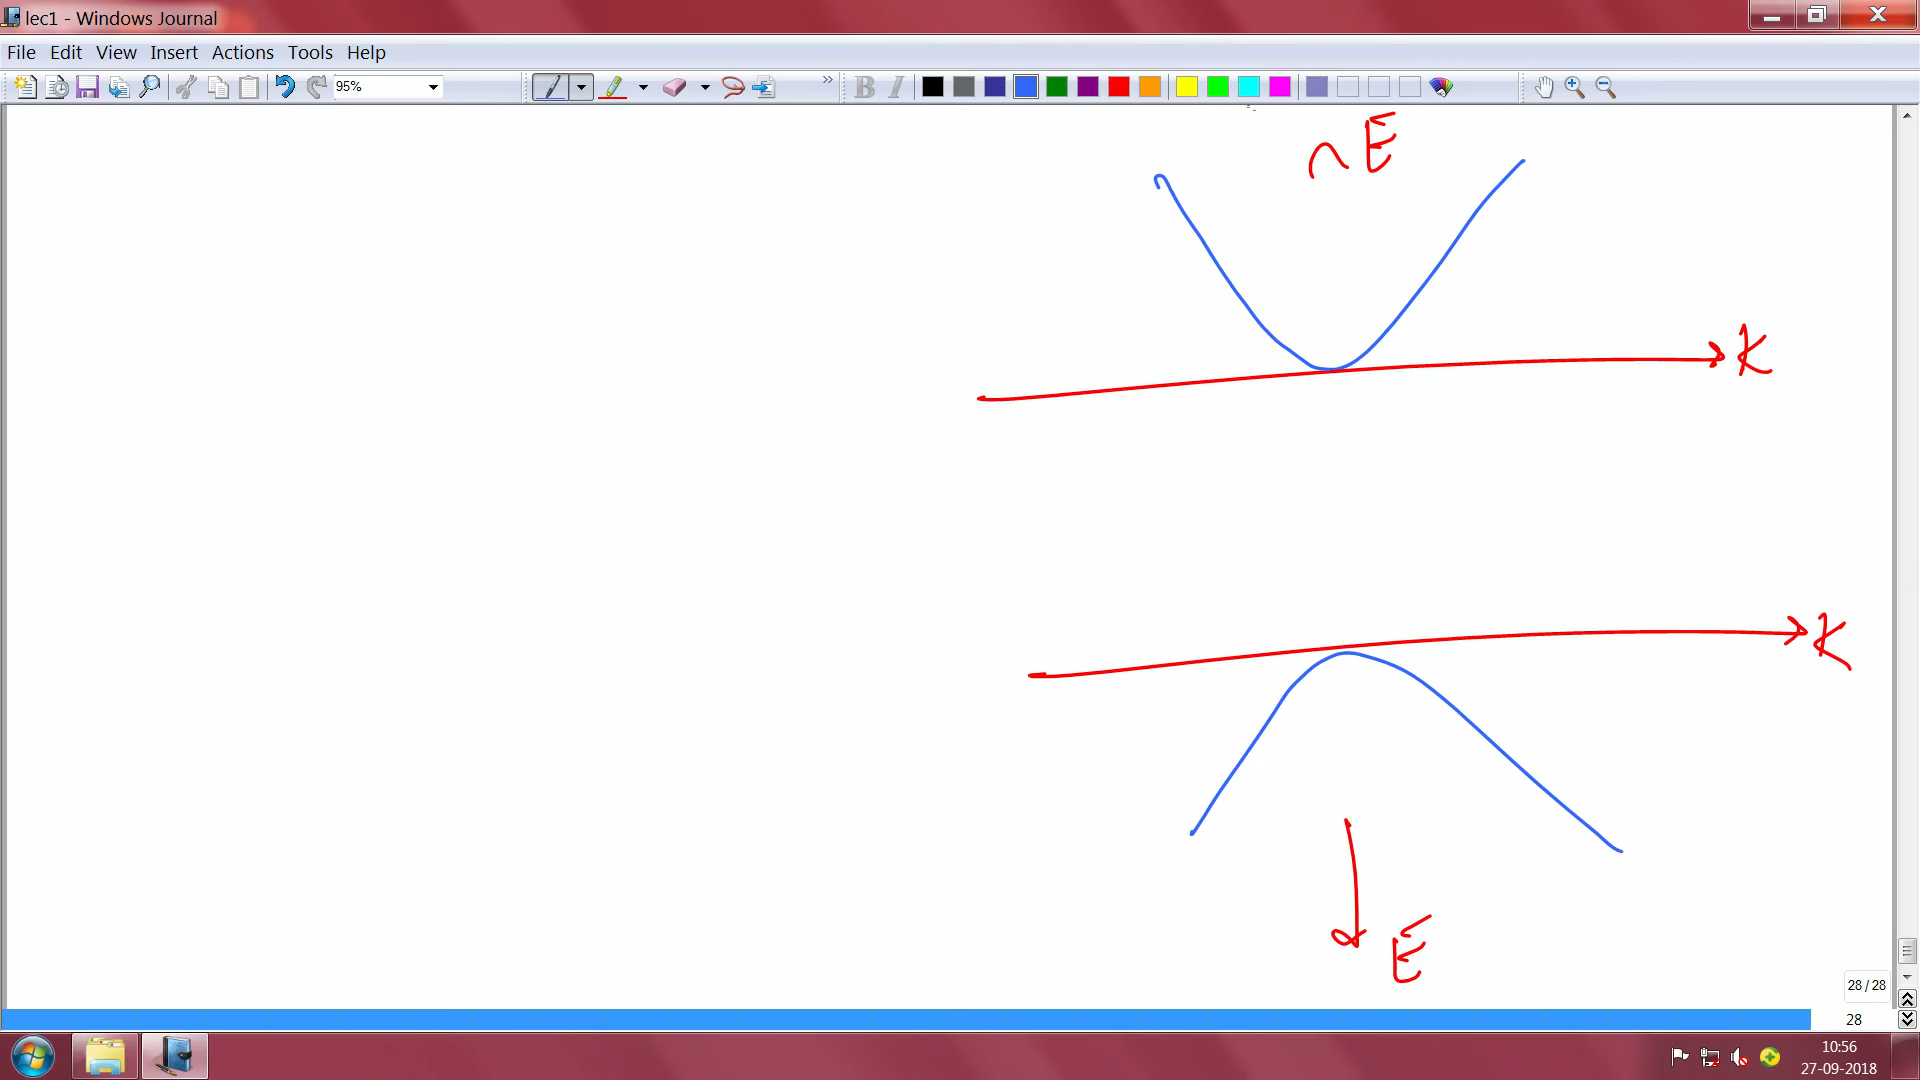 lec1 - Windows Journal
File Edit View Insert Actions Tools Help
95% » B I
E
K
K
E
28 / 28
28
10:56
27-09-2018